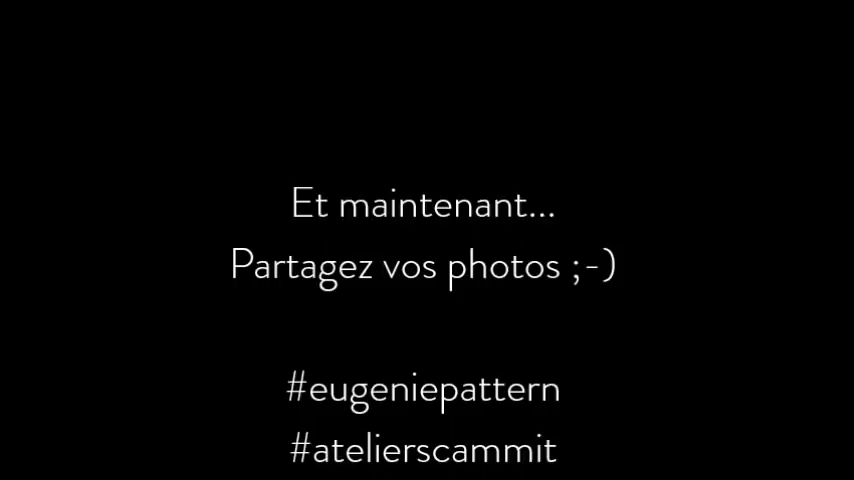 Et maintenant...
Partagez vos photos ;-)
#eugeniepattern
#atelierscammit